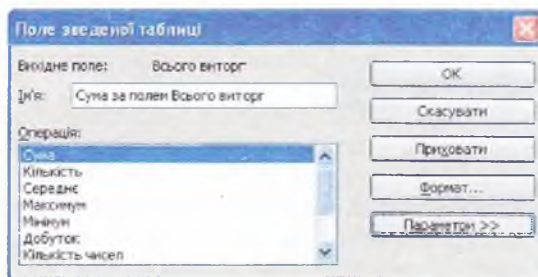 Поле зведеної таблиці
Вихідне поле: Всього виторг
Ім'я: Сума за полем Всього виторг
Операція:
Сума
Кількість
Середнє
Максимум
Мінімум
Добуток
Кількість чисел
OK
Скасувати
Приховати
Формат...
Параметри >>